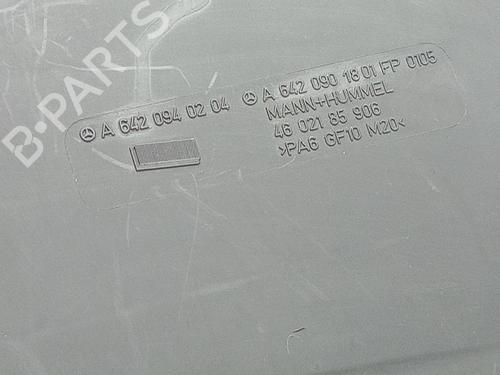 B-PARTS
A 642 094 02 04
A 642 090 18 01 FP 0105
MANN+HUMMEL
46 021 85 906
>PA6 GF10 M20<